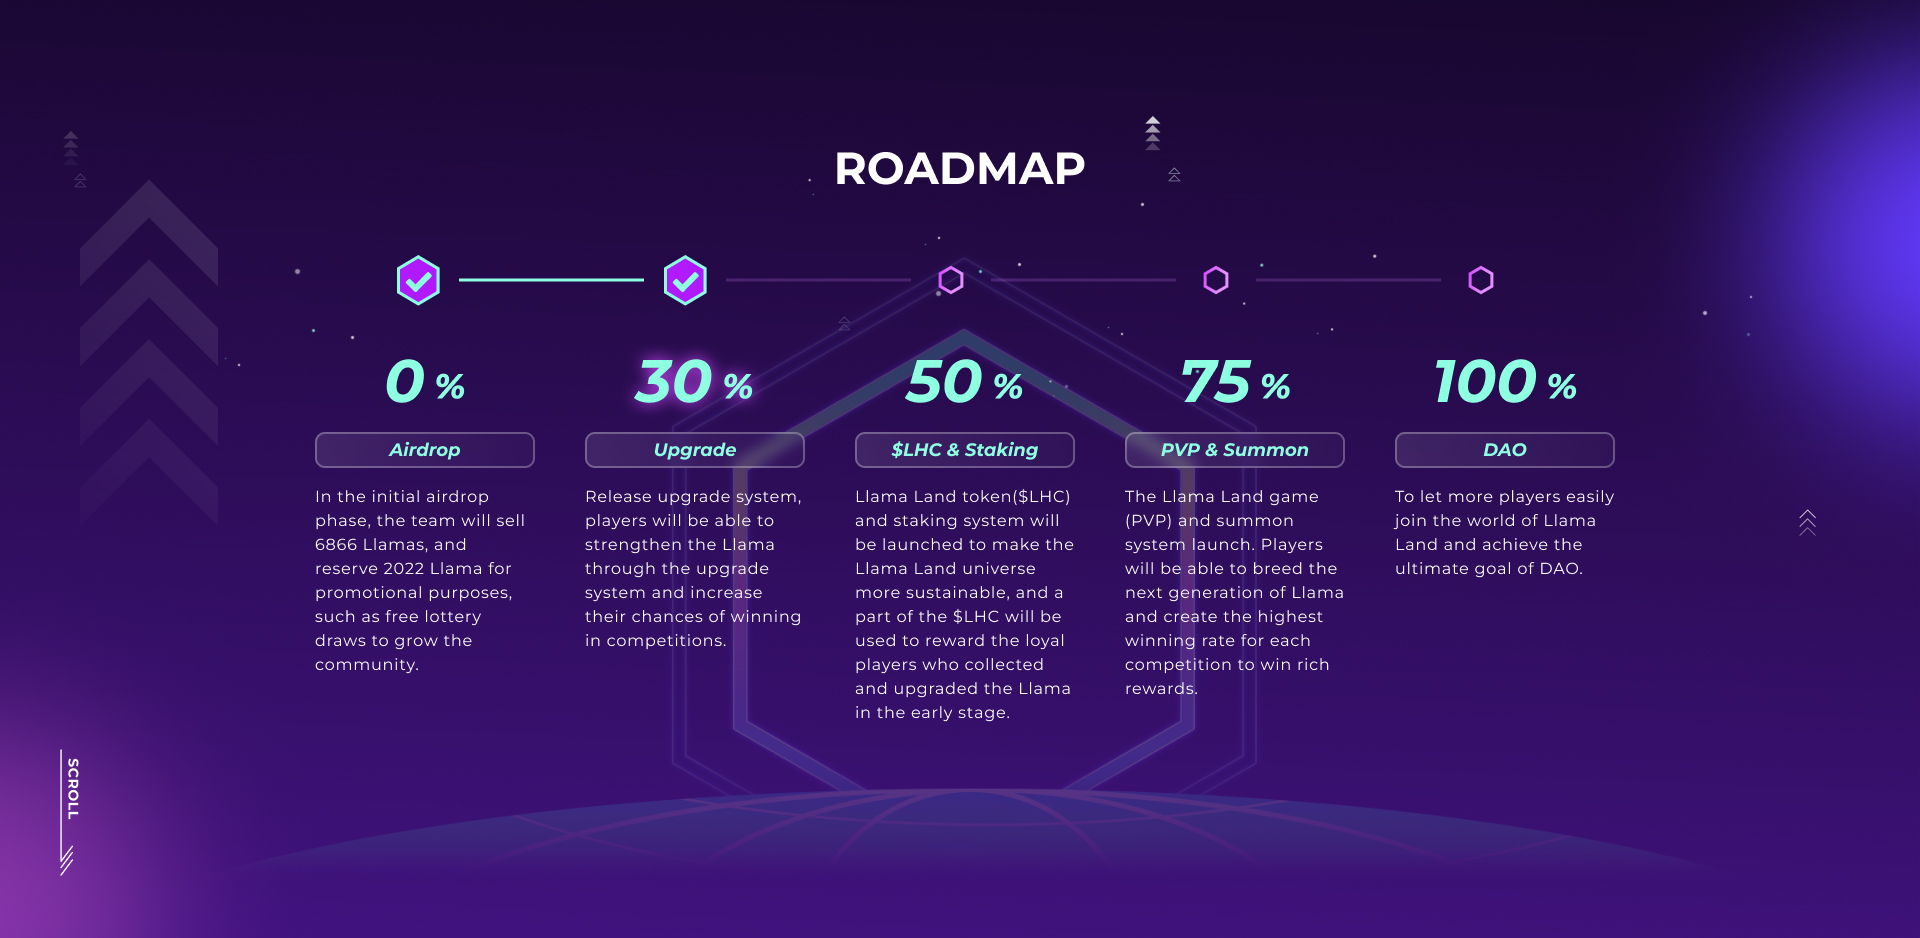 ROADMAP
0 %
Airdrop
In the initial airdrop
phase, the team will sell
6866 Llamas, and
reserve 2022 Llama for
promotional purposes,
such as free lottery
draws to grow the
community.
30 %
Upgrade
Release upgrade system,
players will be able to
strengthen the Llama
through the upgrade
system and increase
their chances of winning
in competitions.
50 %
$LHC & Staking
Llama Land token($LHC)
and staking system will
be launched to make the
Llama Land universe
more sustainable, and a
part of the $LHC will be
used to reward the loyal
players who collected
and upgraded the Llama
in the early stage.
75 %
PVP & Summon
The Llama Land game
(PVP) and summon
system launch. Players
will be able to breed the
next generation of Llama
and create the highest
winning rate for each
competition to win rich
rewards.
100 %
DAO
To let more players easily
join the world of Llama
Land and achieve the
ultimate goal of DAO.
SCROLL